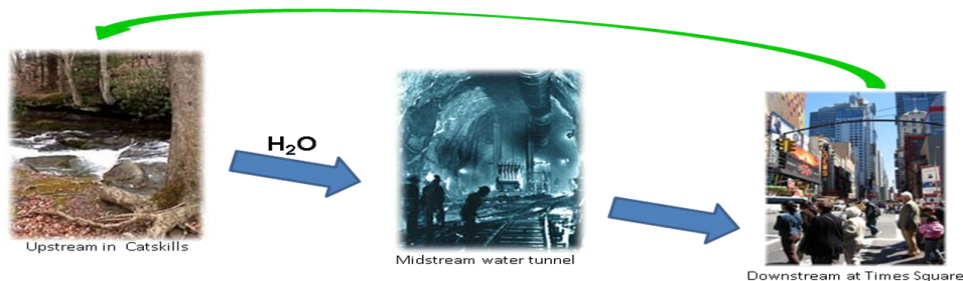 H₂O
Upstream in Catskills
Midstream water tunnel
Downstream at Times Square